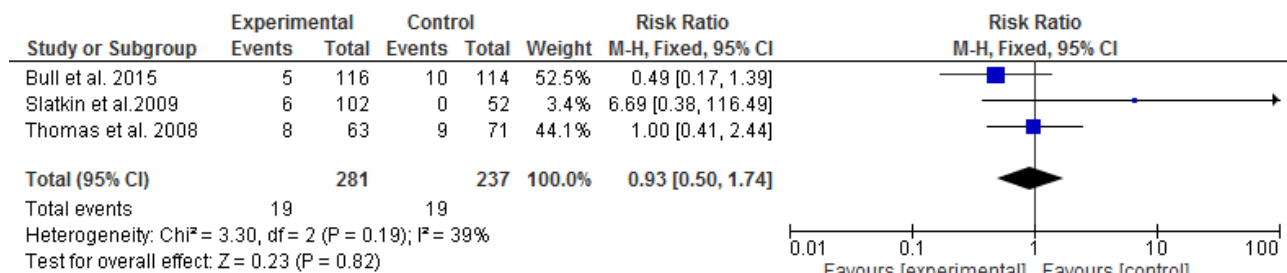 Experimental Control Risk Ratio Risk Ratio
Study or Subgroup Events Total Events Total Weight M-H, Fixed, 95% CI M-H, Fixed, 95% CI
Bull et al. 2015 5 116 10 114 52.5% 0.49 [0.17, 1.39]
Slatkin et al.2009 6 102 0 52 3.4% 6.69 [0.38, 116.49]
Thomas et al. 2008 8 63 9 71 44.1% 1.00 [0.41, 2.44]
Total (95% CI) 281 237 100.0% 0.93 [0.50, 1.74]
Total events 19 19
Heterogeneity: Chi² = 3.30, df = 2 (P = 0.19); I² = 39%
Test for overall effect: Z = 0.23 (P = 0.82)
0.01 0.1 1 10 100
Favours [experimental] Favours [control]